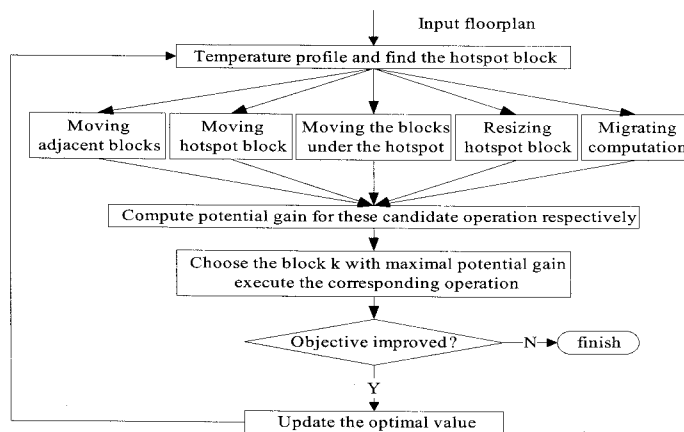 Input floorplan
Temperature profile and find the hotspot block
Moving
adjacent blocks
Moving
hotspot block
Moving the blocks
under the hotspot
Resizing
hotspot block
Migrating
computation
Compute potential gain for these candidate operation respectively
Choose the block k with maximal potential gain
execute the corresponding operation
Objective improved?
N
finish
Y
Update the optimal value